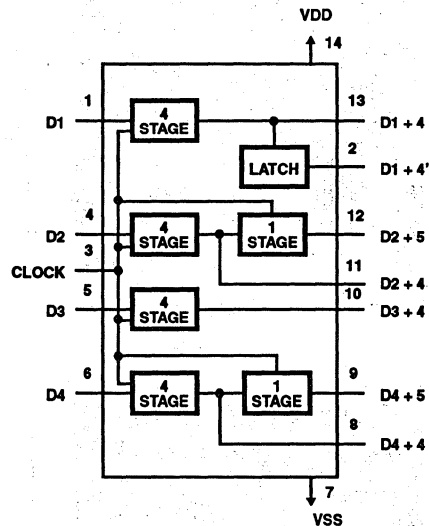 VDD
14
1
D1
4
STAGE
13
D1 + 4
2
LATCH
D1 + 4'
4
D2
4
STAGE
1
STAGE
12
D2 + 5
3
CLOCK
11
D2 + 4
5
D3
4
STAGE
10
D3 + 4
6
D4
4
STAGE
1
STAGE
9
D4 + 5
8
D4 + 4
7
VSS